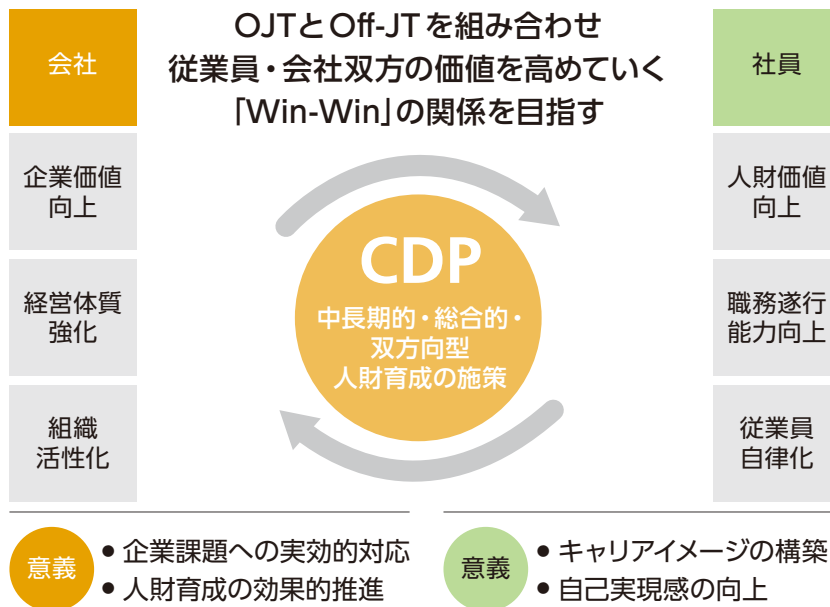 会社
OJTとOff-JTを組み合わせ
従業員・会社双方の価値を高めていく
「Win-Win」の関係を目指す
社員
企業価値
向上
経営体質
強化
組織
活性化
CDP
中長期的・総合的・
双方向型
人財育成の施策
人財価値
向上
職務遂行
能力向上
従業員
自律化
意義
● 企業課題への実効的対応
● 人財育成の効果的推進
意義
● キャリアイメージの構築
● 自己実現感の向上